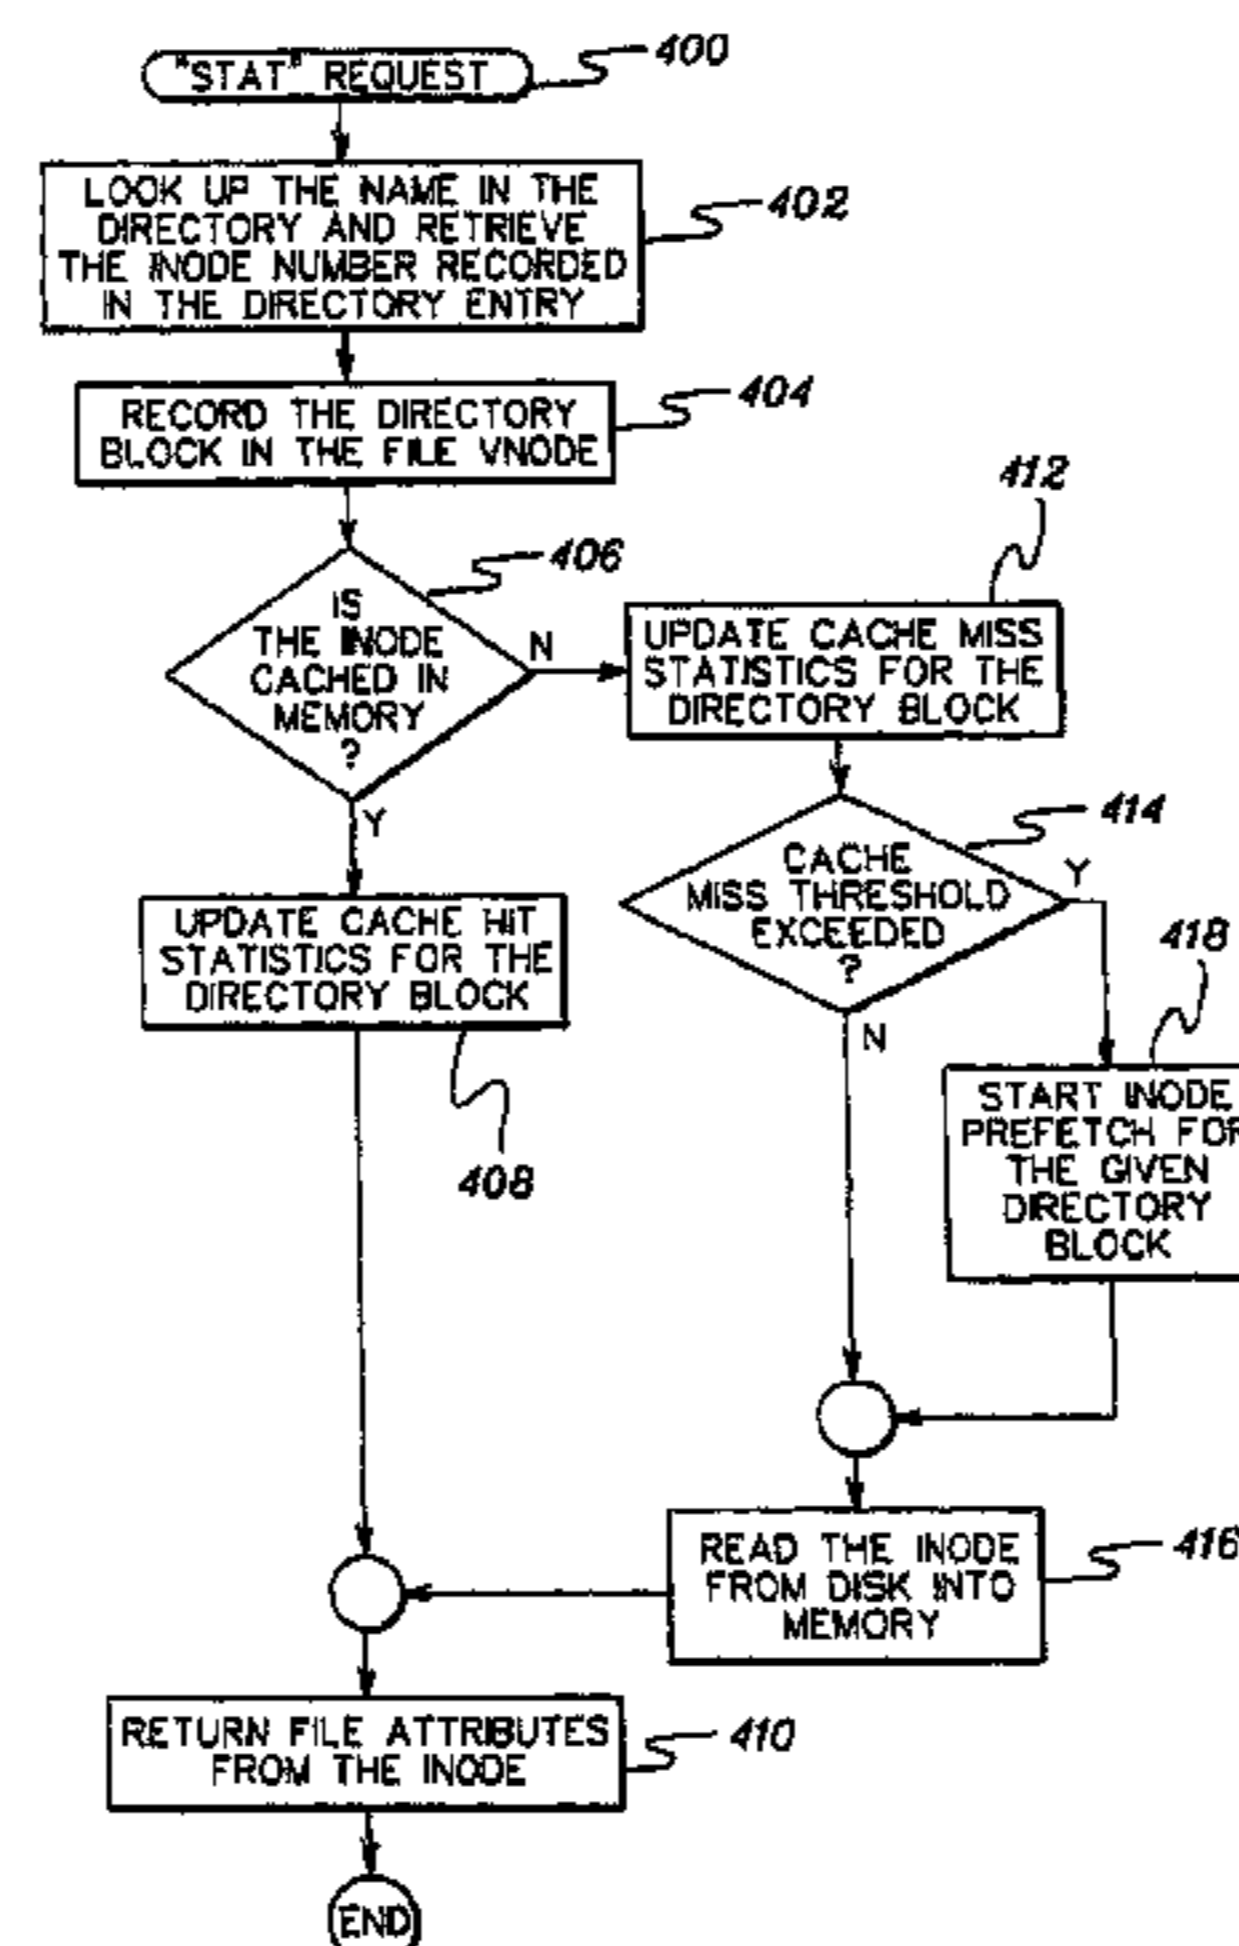 "STAT" REQUEST
400
LOOK UP THE NAME IN THE
DIRECTORY AND RETRIEVE
THE INODE NUMBER RECORDED
IN THE DIRECTORY ENTRY
402
RECORD THE DIRECTORY
BLOCK IN THE FILE VNODE
404
IS
THE INODE
CACHED IN
MEMORY
?
406
N
Y
412
UPDATE CACHE MISS
STATISTICS FOR THE
DIRECTORY BLOCK
CACHE
MISS THRESHOLD
EXCEEDED
?
414
Y
N
UPDATE CACHE HIT
STATISTICS FOR THE
DIRECTORY BLOCK
408
418
START INODE
PREFETCH FOR
THE GIVEN
DIRECTORY
BLOCK
READ THE INODE
FROM DISK INTO
MEMORY
416
RETURN FILE ATTRIBUTES
FROM THE INODE
410
END